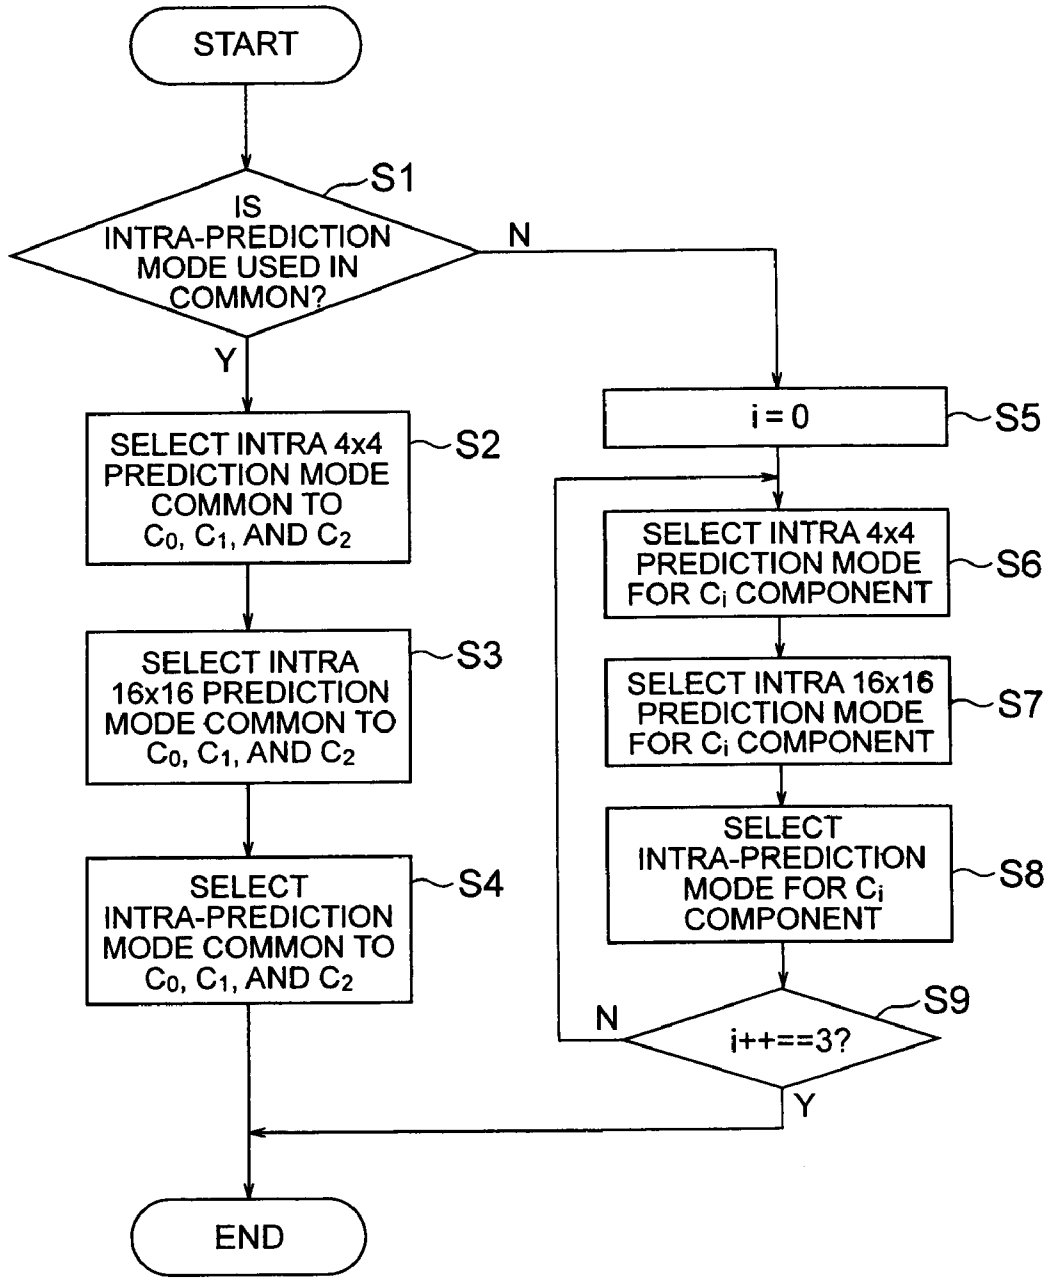 START
S1
IS
INTRA-PREDICTION
MODE USED IN
COMMON?
N
Y
SELECT INTRA 4x4
PREDICTION MODE
COMMON TO
C0, C1, AND C2
S2
SELECT INTRA
16x16 PREDICTION
MODE COMMON TO
C0, C1, AND C2
S3
SELECT
INTRA-PREDICTION
MODE COMMON TO
C0, C1, AND C2
S4
i = 0
S5
SELECT INTRA 4x4
PREDICTION MODE
FOR Ci COMPONENT
S6
SELECT INTRA 16x16
PREDICTION MODE
FOR Ci COMPONENT
S7
SELECT
INTRA-PREDICTION
MODE FOR Ci
COMPONENT
S8
S9
N
i++==3?
Y
END